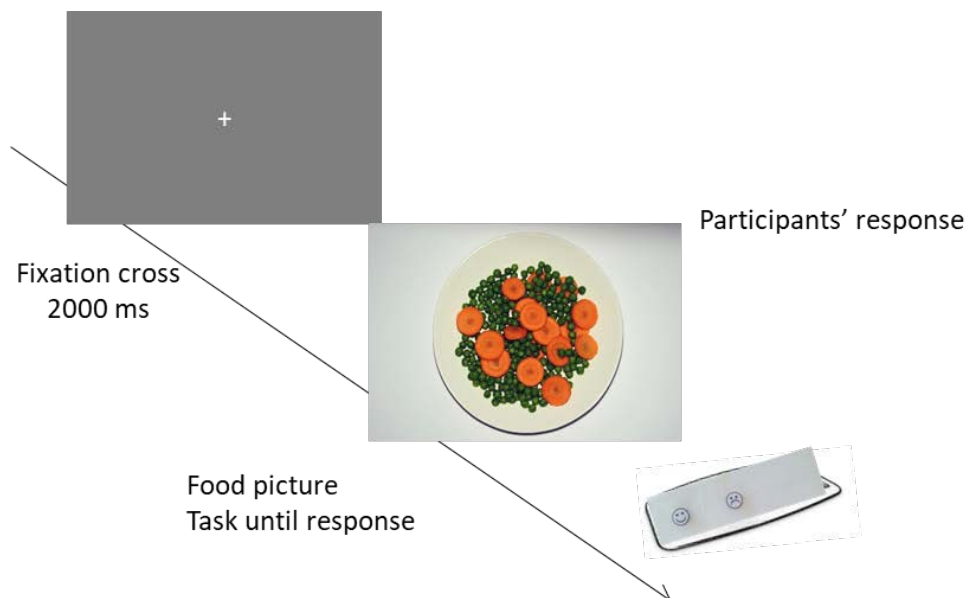 Participants’ response
Fixation cross
2000 ms
Food picture
Task until response